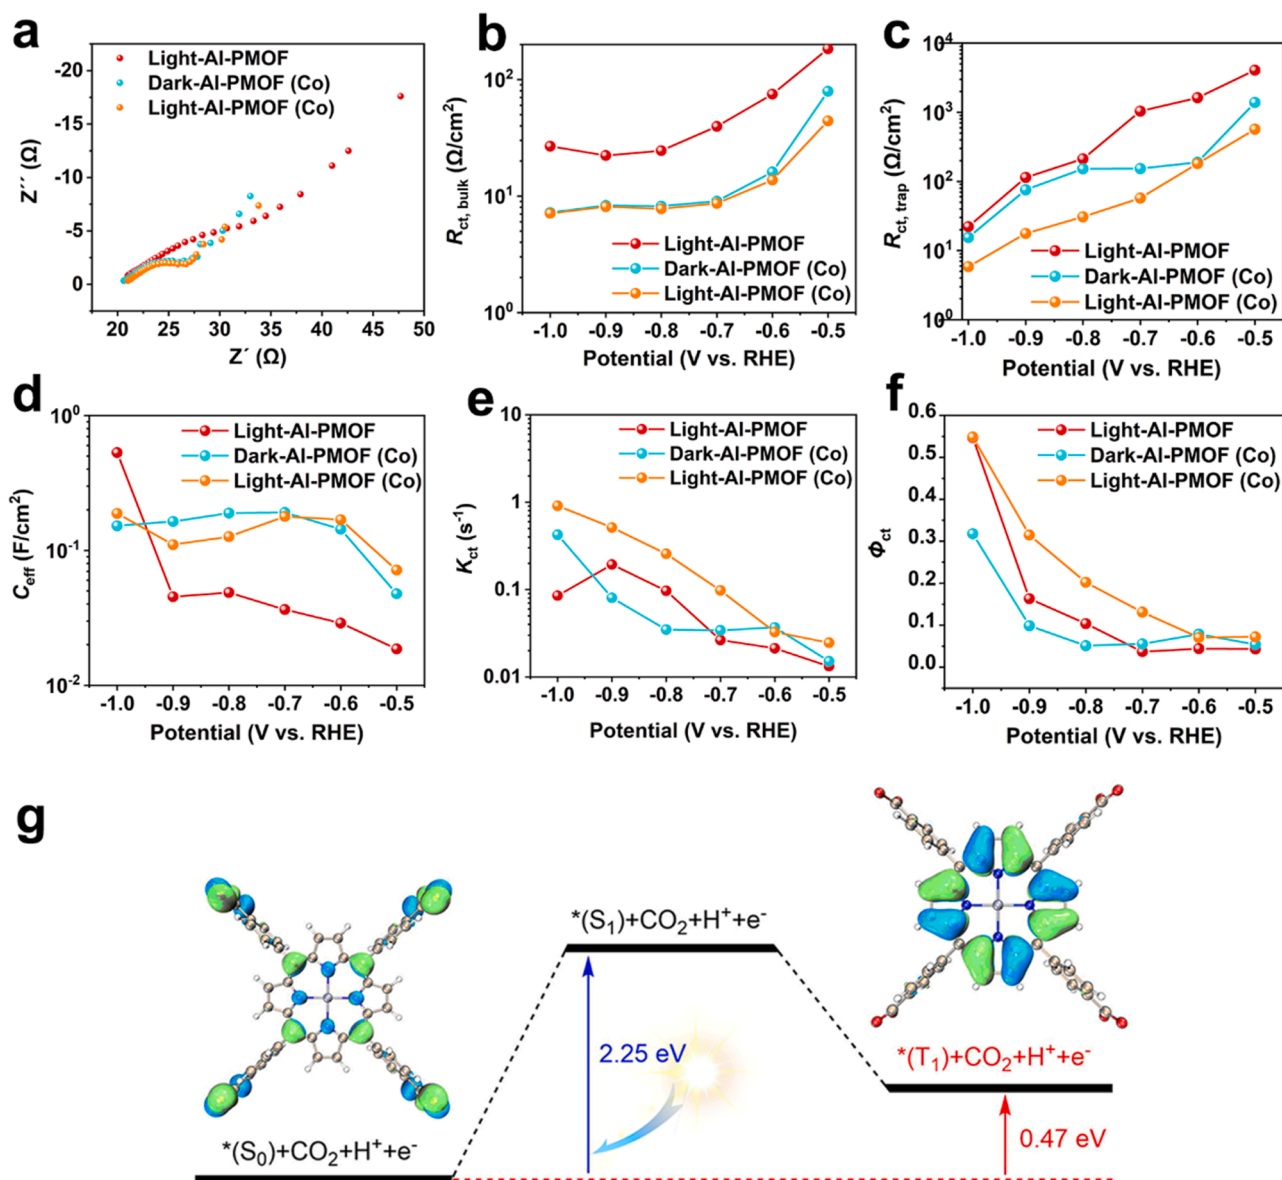 a
Light-Al-PMOF
Dark-Al-PMOF (Co)
Light-Al-PMOF (Co)
-20
-15
-10
-5
0
Z´´ (Ω)
20 25 30 35 40 45 50
Z´ (Ω)
b
10²
10¹
10⁰
R_ct, bulk (Ω/cm²)
Light-Al-PMOF
Dark-Al-PMOF (Co)
Light-Al-PMOF (Co)
-1.0 -0.9 -0.8 -0.7 -0.6 -0.5
Potential (V vs. RHE)
c
10⁴
10³
10²
10¹
10⁰
R_ct, trap (Ω/cm²)
Light-Al-PMOF
Dark-Al-PMOF (Co)
Light-Al-PMOF (Co)
-1.0 -0.9 -0.8 -0.7 -0.6 -0.5
Potential (V vs. RHE)
d
10⁰
10⁻¹
10⁻²
C_eff (F/cm²)
Light-Al-PMOF
Dark-Al-PMOF (Co)
Light-Al-PMOF (Co)
-1.0 -0.9 -0.8 -0.7 -0.6 -0.5
Potential (V vs. RHE)
e
10
1
0.1
0.01
K_ct (s⁻¹)
Light-Al-PMOF
Dark-Al-PMOF (Co)
Light-Al-PMOF (Co)
-1.0 -0.9 -0.8 -0.7 -0.6 -0.5
Potential (V vs. RHE)
f
0.6
0.5
0.4
0.3
0.2
0.1
0.0
Φ_ct
Light-Al-PMOF
Dark-Al-PMOF (Co)
Light-Al-PMOF (Co)
-1.0 -0.9 -0.8 -0.7 -0.6 -0.5
Potential (V vs. RHE)
g
*(S₀)+CO₂+H⁺+e⁻
*(S₁)+CO₂+H⁺+e⁻
2.25 eV
*(T₁)+CO₂+H⁺+e⁻
0.47 eV